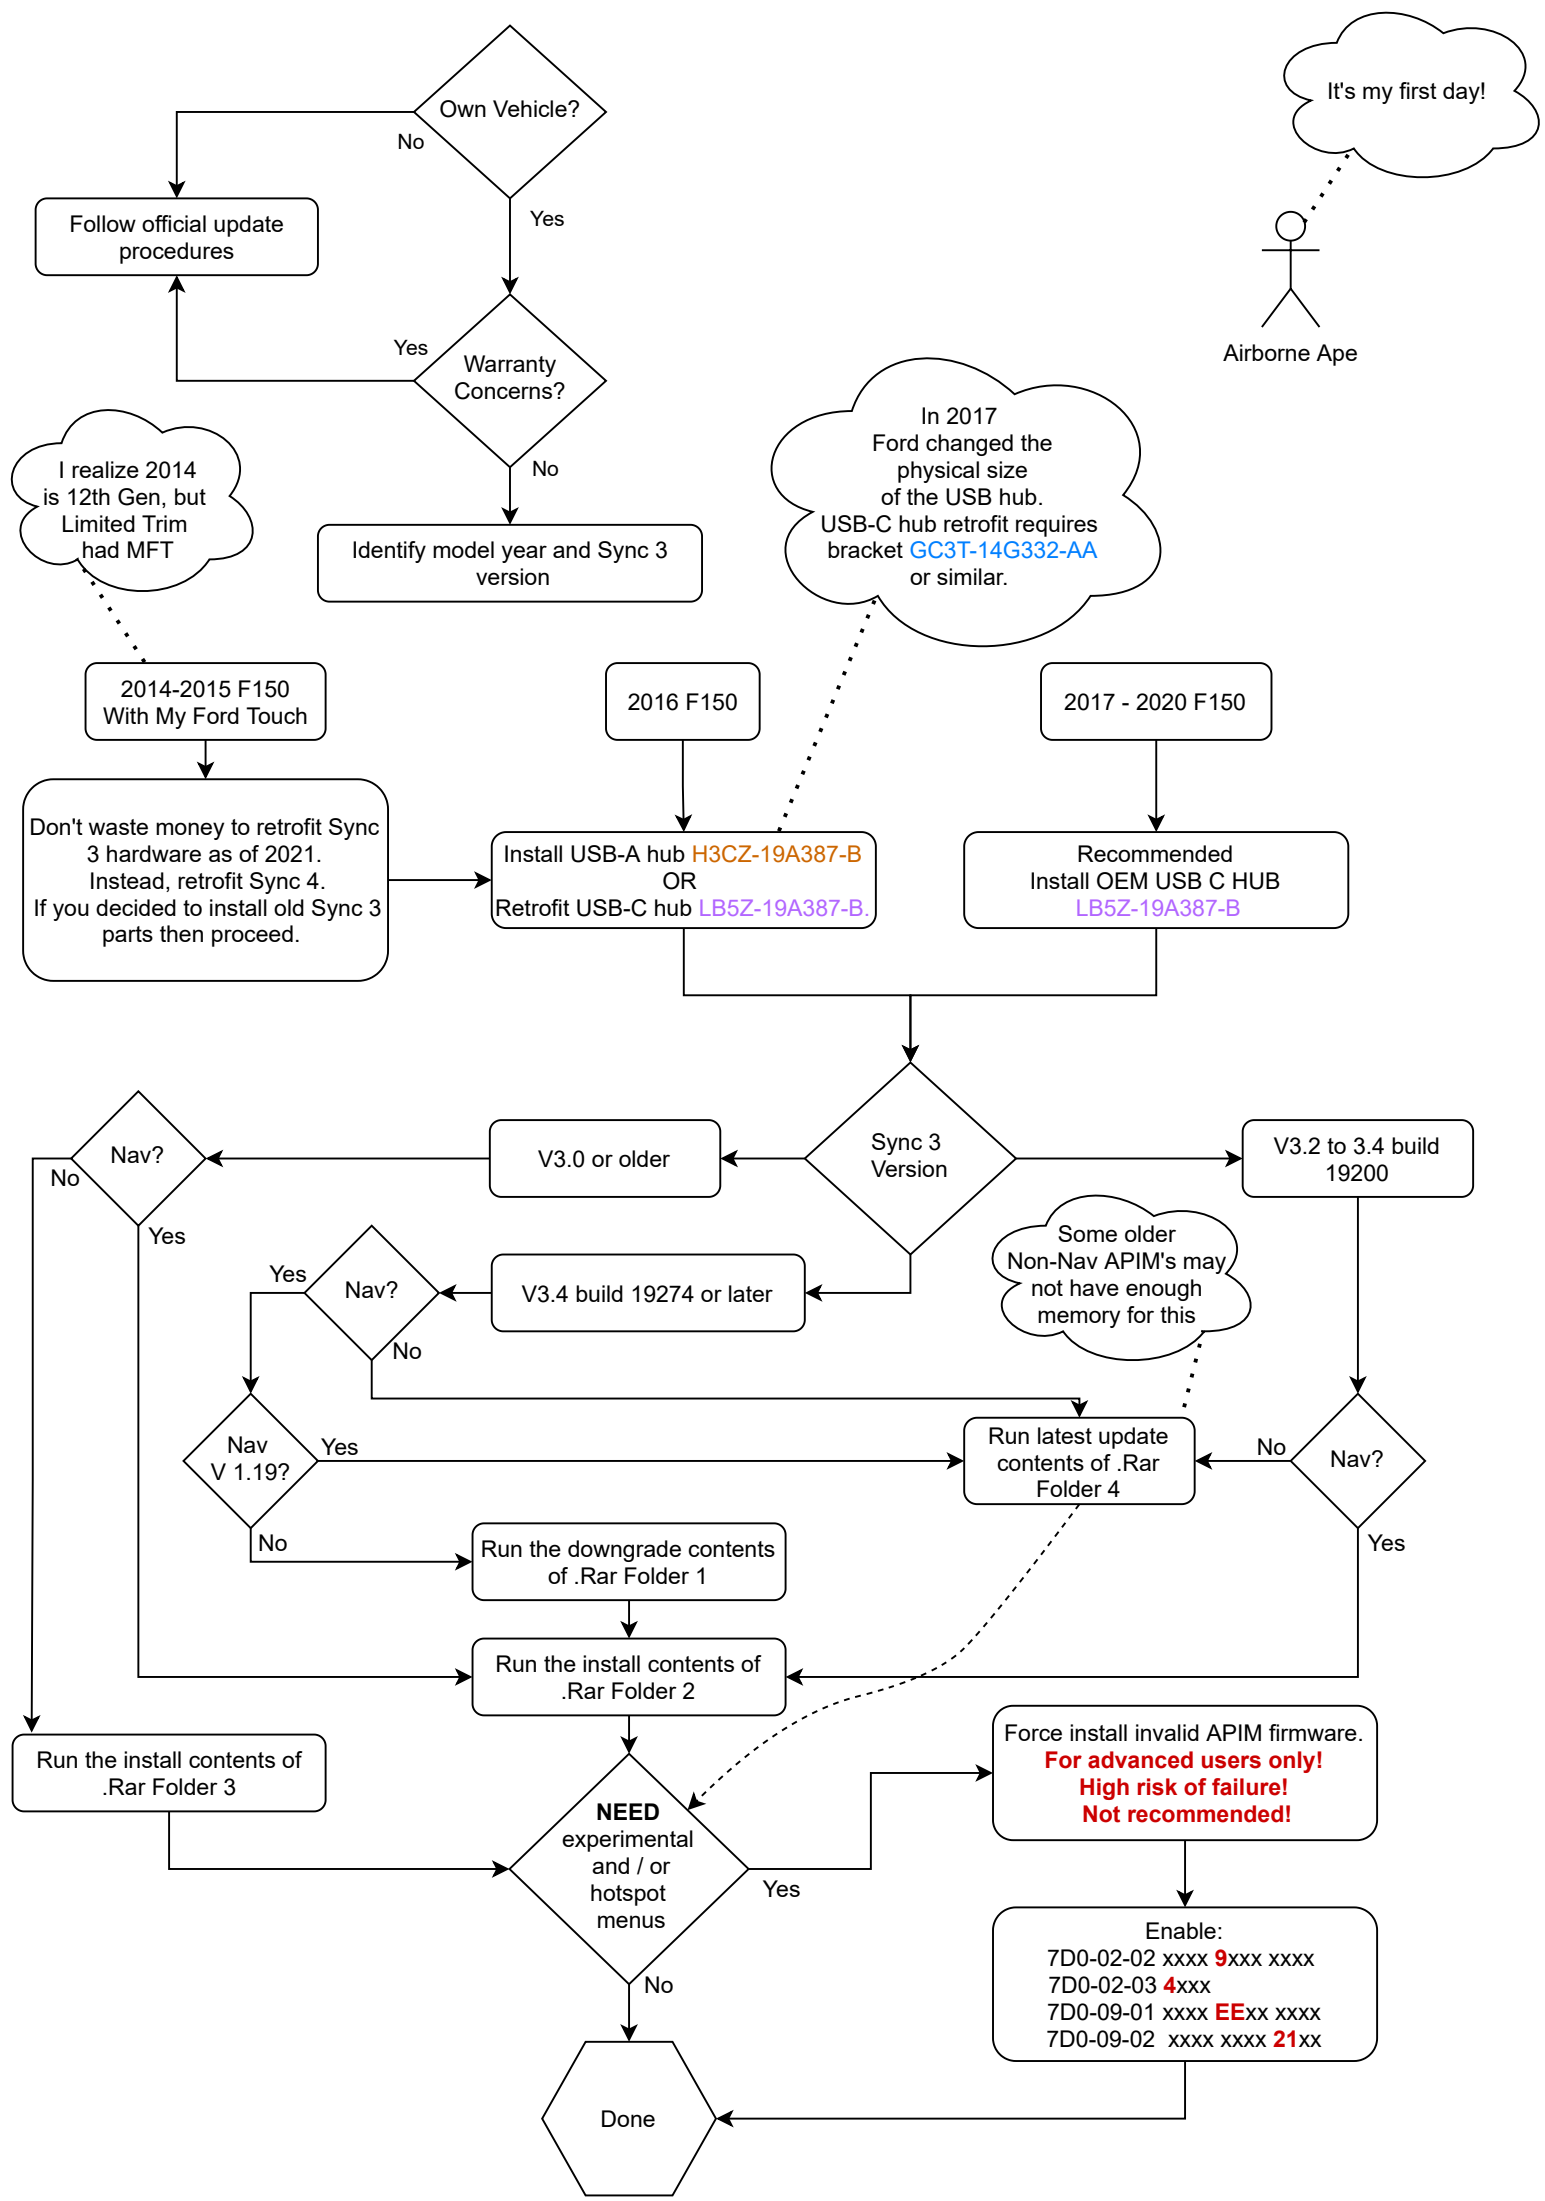 Own Vehicle?
No
Yes
It's my first day!
Airborne Ape
Follow official update
procedures
Yes
Warranty
Concerns?
No
I realize 2014
is 12th Gen, but
Limited Trim
had MFT
Identify model year and Sync 3
version
In 2017
Ford changed the
physical size
of the USB hub.
USB-C hub retrofit requires
bracket GC3T-14G332-AA
or similar.
2014-2015 F150
With My Ford Touch
2016 F150
2017 - 2020 F150
Don't waste money to retrofit Sync
3 hardware as of 2021.
Instead, retrofit Sync 4.
If you decided to install old Sync 3
parts then proceed.
Install USB-A hub H3CZ-19A387-B
OR
Retrofit USB-C hub LB5Z-19A387-B.
Recommended
Install OEM USB C HUB
LB5Z-19A387-B
Nav?
No
Yes
V3.0 or older
Sync 3
Version
V3.2 to 3.4 build
19200
Yes
Nav?
No
V3.4 build 19274 or later
Some older
Non-Nav APIM's may
not have enough
memory for this
Nav
V 1.19?
Yes
No
Run latest update
contents of .Rar
Folder 4
No
Nav?
Yes
Run the downgrade contents
of .Rar Folder 1
Run the install contents of
.Rar Folder 2
Run the install contents of
.Rar Folder 3
NEED
experimental
and / or
hotspot
menus
Yes
No
Force install invalid APIM firmware.
For advanced users only!
High risk of failure!
Not recommended!
Enable:
7D0-02-02 xxxx 9xxx xxxx
7D0-02-03 4xxx
7D0-09-01 xxxx EExx xxxx
7D0-09-02 xxxx xxxx 21xx
Done